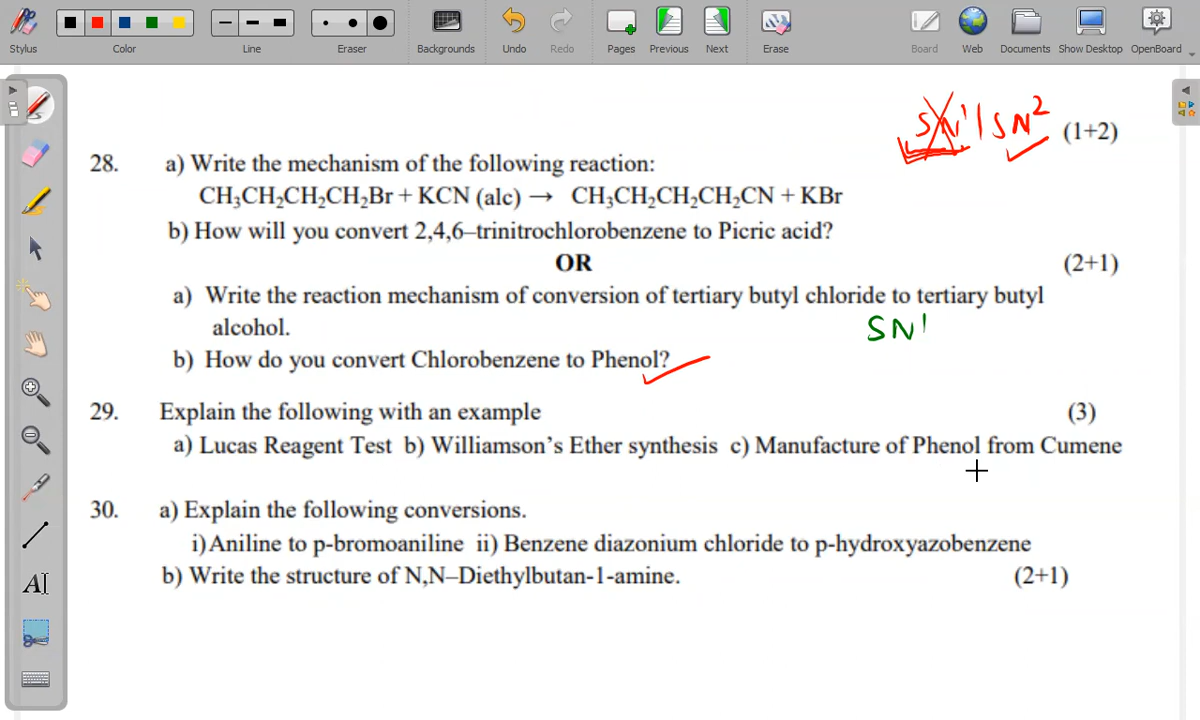 Stylus Color Line Eraser Backgrounds Undo Redo Pages Previous Next Erase Board Web Documents Show Desktop OpenBoard
SN1 | SN2 (1+2)
28. a) Write the mechanism of the following reaction:
CH₃CH₂CH₂CH₂Br + KCN (alc) → CH₃CH₂CH₂CH₂CN + KBr
b) How will you convert 2,4,6–trinitrochlorobenzene to Picric acid?
OR (2+1)
a) Write the reaction mechanism of conversion of tertiary butyl chloride to tertiary butyl
alcohol. SN1
b) How do you convert Chlorobenzene to Phenol?
29. Explain the following with an example (3)
a) Lucas Reagent Test b) Williamson’s Ether synthesis c) Manufacture of Phenol from Cumene
30. a) Explain the following conversions.
i) Aniline to p-bromoaniline ii) Benzene diazonium chloride to p-hydroxyazobenzene
b) Write the structure of N,N–Diethylbutan-1-amine. (2+1)
AI